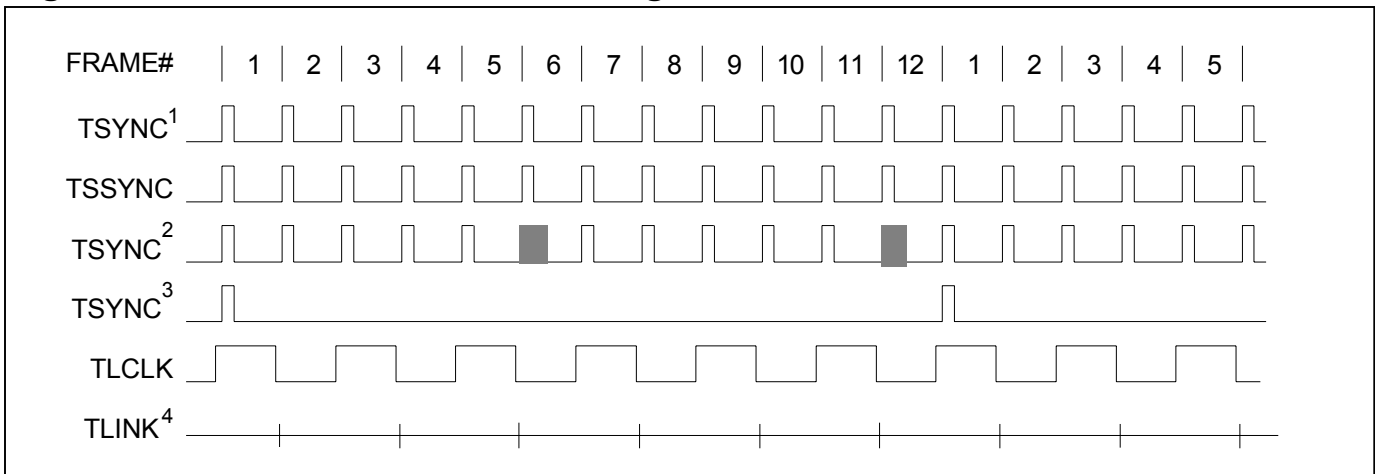 FRAME# 1 2 3 4 5 6 7 8 9 10 11 12 1 2 3 4 5
TSYNC1
TSSYNC
TSYNC2
TSYNC3
TLCLK
TLINK4